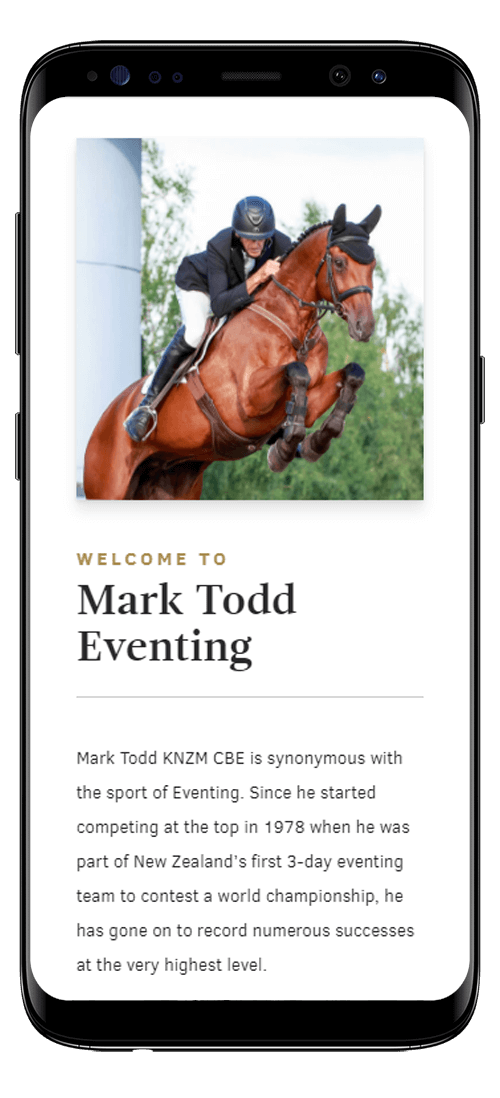 WELCOME TO
Mark Todd
Eventing
Mark Todd KNZM CBE is synonymous with
the sport of Eventing. Since he started
competing at the top in 1978 when he was
part of New Zealand's first 3-day eventing
team to contest a world championship, he
has gone on to record numerous successes
at the very highest level.